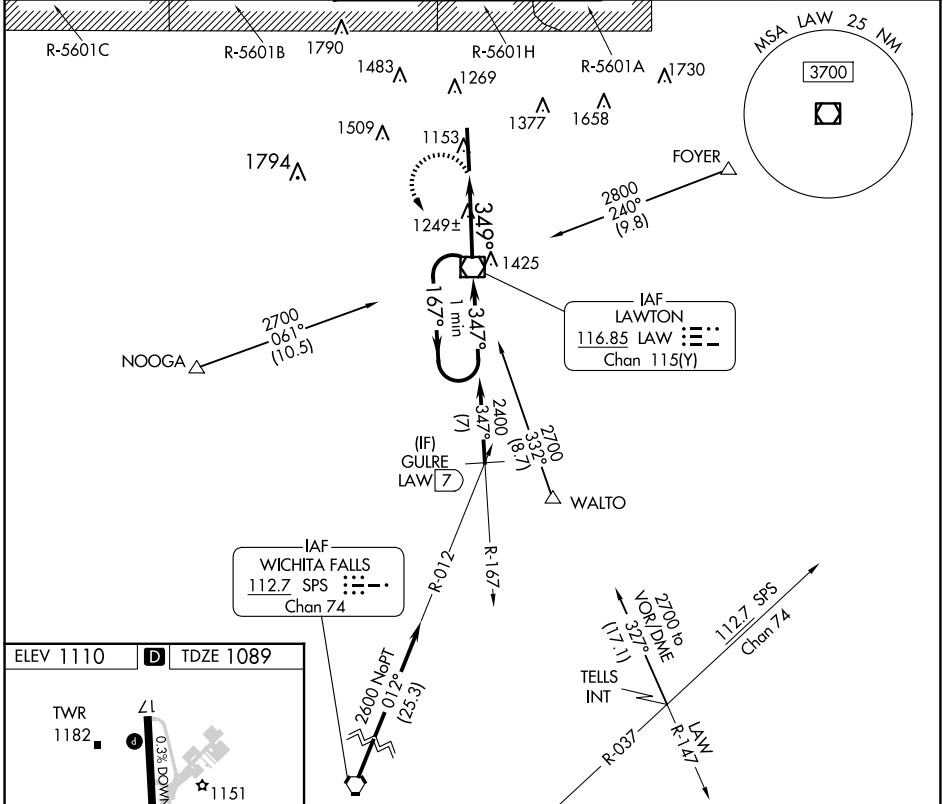 R-5601C
R-5601B
R-5601H
R-5601A
1790
1483
1269
1730
1377
1658
1509
1153
1794
MSA LAW 25 NM
3700
FOYER
2800
240°
(9.8)
1249±
349°
1425
IAF
LAWTON
116.85 LAW
Chan 115(Y)
2700
061°
(10.5)
NOOGA
167°
1 min
347°
2400
347°
(7)
2700
332°
(8.7)
(IF)
GULRE
LAW 7
WALTO
IAF
WICHITA FALLS
112.7 SPS
Chan 74
R-012
R-167
2600 NoPT
012°
(25.3)
2700 to
VOR/DME
327°
(17.1)
112.7 SPS
Chan 74
TELLS
INT
R-037
LAW
R-147
ELEV 1110 D TDZE 1089
TWR
1182
17
P
0.3% DOWN
1151